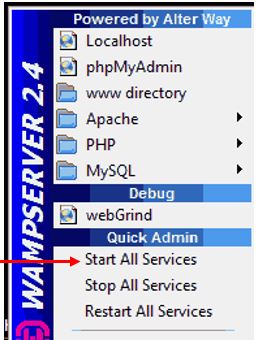 Powered by Alter Way
Localhost
phpMyAdmin
www directory
Apache
PHP
MySQL
Debug
webGrind
Quick Admin
Start All Services
Stop All Services
Restart All Services
WAMPSERVER 2.4